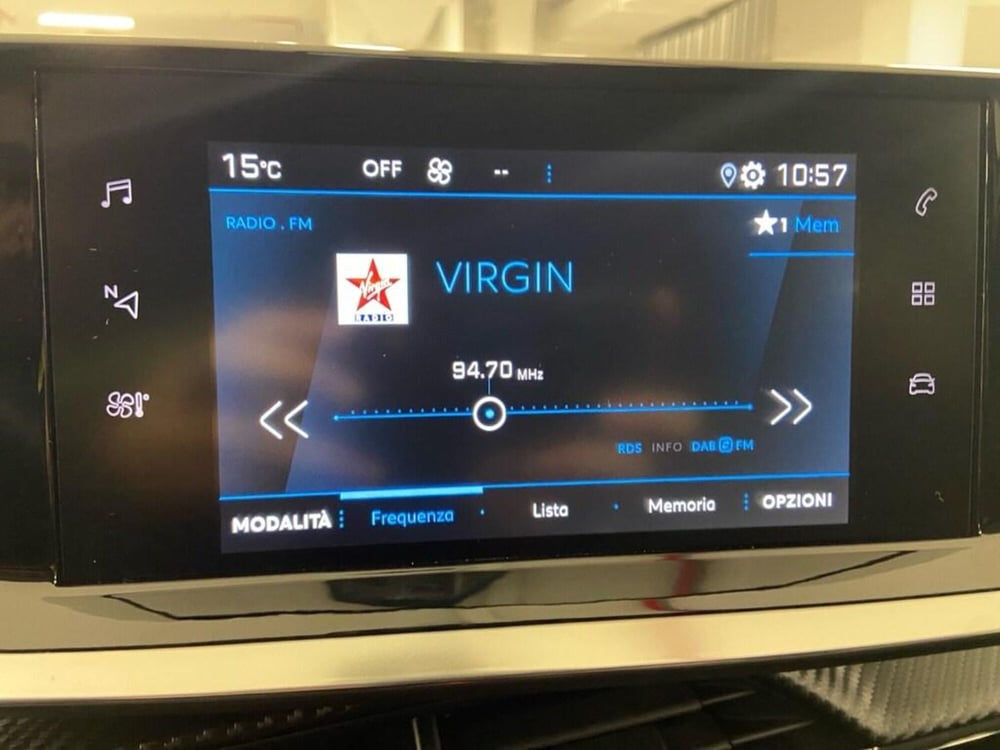 15°C OFF -- 10:57
RADIO . FM
1 Mem
Virgin
RADIO
VIRGIN
N
94.70 MHz
RDS INFO DAB FM
MODALITÀ Frequenza Lista Memoria OPZIONI